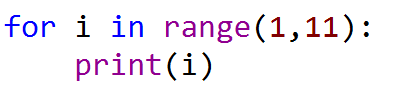 for i in range(1,11):
    print(i)